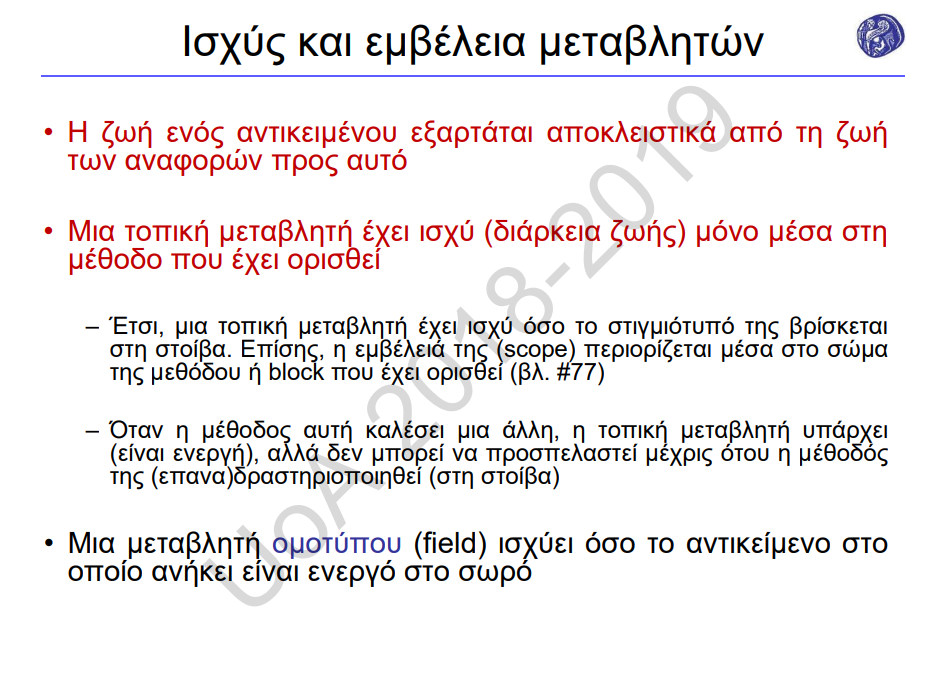 Ισχύς και εμβέλεια μεταβλητών
• Η ζωή ενός αντικειμένου εξαρτάται αποκλειστικά από τη ζωή
των αναφορών προς αυτό
• Μια τοπική μεταβλητή έχει ισχύ (διάρκεια ζωής) μόνο μέσα στη
μέθοδο που έχει ορισθεί
– Έτσι, μια τοπική μεταβλητή έχει ισχύ όσο το στιγμιότυπό της βρίσκεται
στη στοίβα. Επίσης, η εμβέλειά της (scope) περιορίζεται μέσα στο σώμα
της μεθόδου ή block που έχει ορισθεί (βλ. #77)
– Όταν η μέθοδος αυτή καλέσει μια άλλη, η τοπική μεταβλητή υπάρχει
(είναι ενεργή), αλλά δεν μπορεί να προσπελαστεί μέχρις ότου η μέθοδός
της (επανα)δραστηριοποιηθεί (στη στοίβα)
• Μια μεταβλητή ομοτύπου (field) ισχύει όσο το αντικείμενο στο
οποίο ανήκει είναι ενεργό στο σωρό
UoA 2018-2019